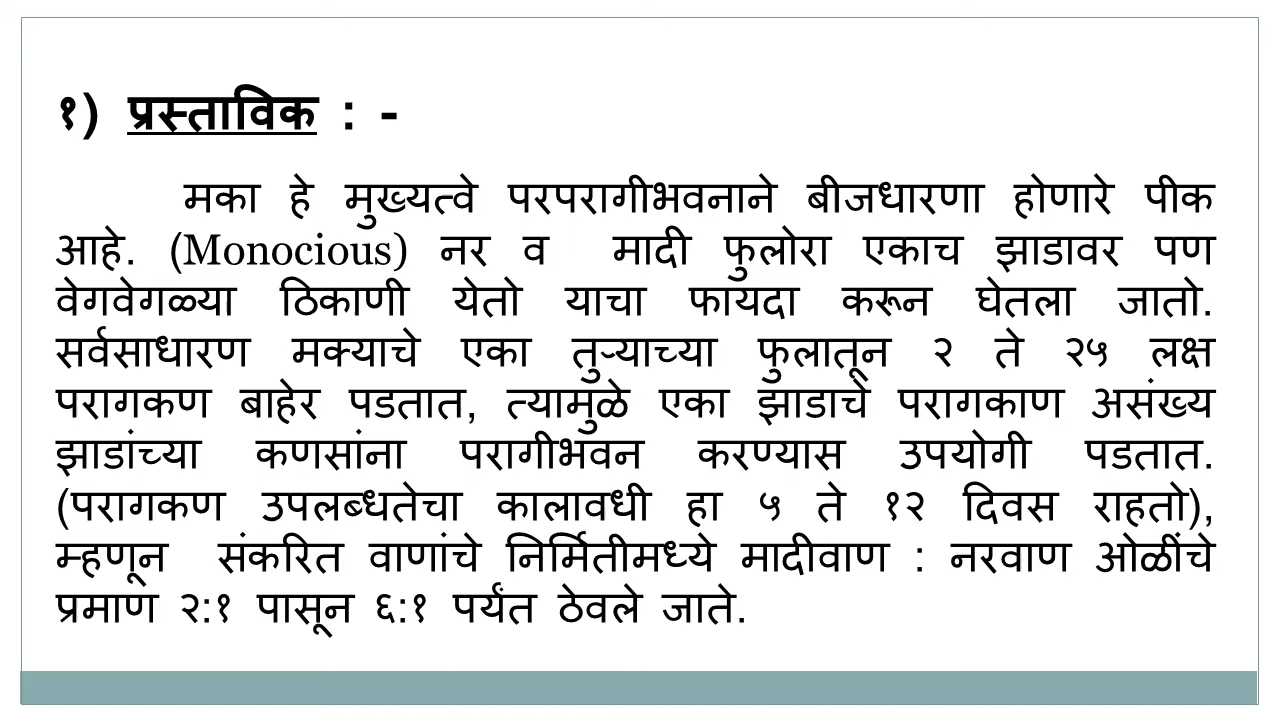 १) प्रस्ताविक : -
मका हे मुख्यत्वे परपरागीभवनाने बीजधारणा होणारे पीक
आहे. (Monocious) नर व मादी फुलोरा एकाच झाडावर पण
वेगवेगळ्या ठिकाणी येतो याचा फायदा करून घेतला जातो.
सर्वसाधारण मक्याचे एका तुऱ्याच्या फुलातून २ ते २५ लक्ष
परागकण बाहेर पडतात, त्यामुळे एका झाडाचे परागकाण असंख्य
झाडांच्या कणसांना परागीभवन करण्यास उपयोगी पडतात.
(परागकण उपलब्धतेचा कालावधी हा ५ ते १२ दिवस राहतो),
म्हणून संकरित वाणांचे निर्मितीमध्ये मादीवाण : नरवाण ओळींचे
प्रमाण २:१ पासून ६:१ पर्यंत ठेवले जाते.